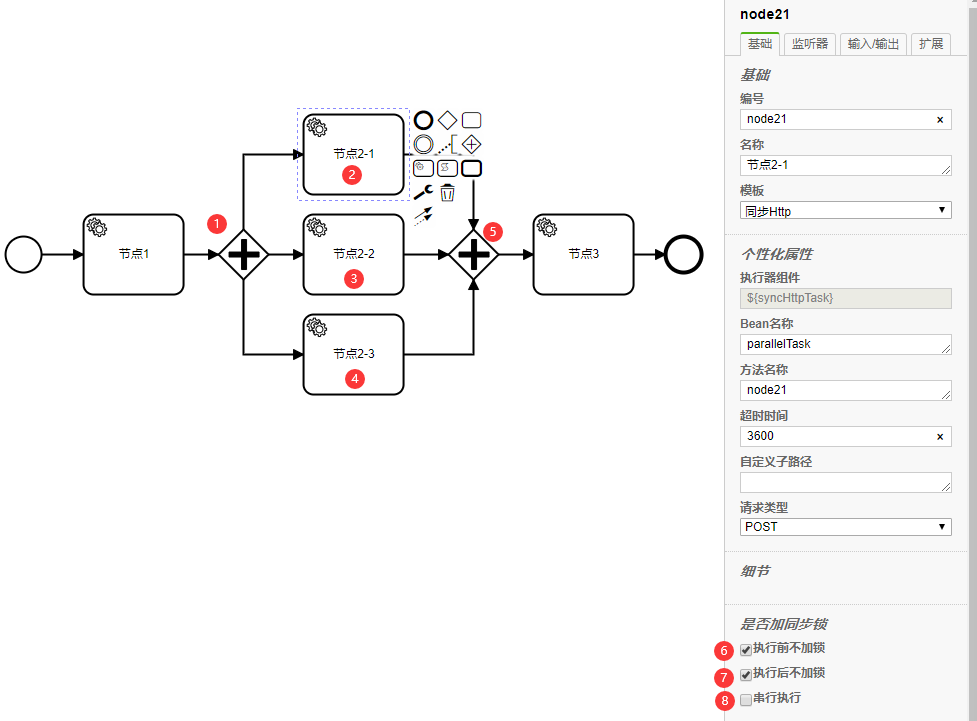 node21
基础 监听器 输入/输出 扩展
基础
编号
node21 ×
名称
节点2-1
模板
同步Http
个性化属性
执行器组件
${syncHttpTask}
Bean名称
parallelTask
方法名称
node21
超时时间
3600 ×
自定义子路径
请求类型
POST
细节
是否加同步锁
6 执行前不加锁
7 执行后不加锁
8 串行执行
节点2-1
2
1
5
节点1
节点2-2
节点3
3
节点2-3
4